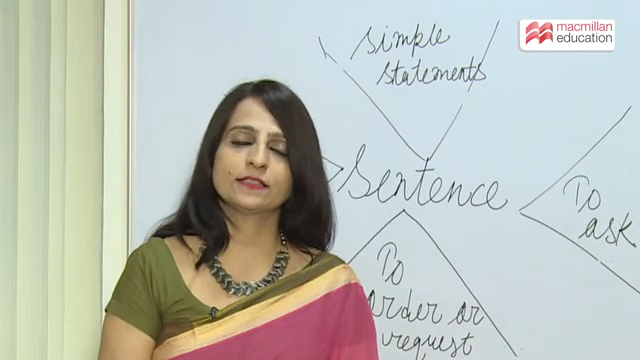 macmillan
education
simple
statements
Sentence
To
ask
To
order or
request